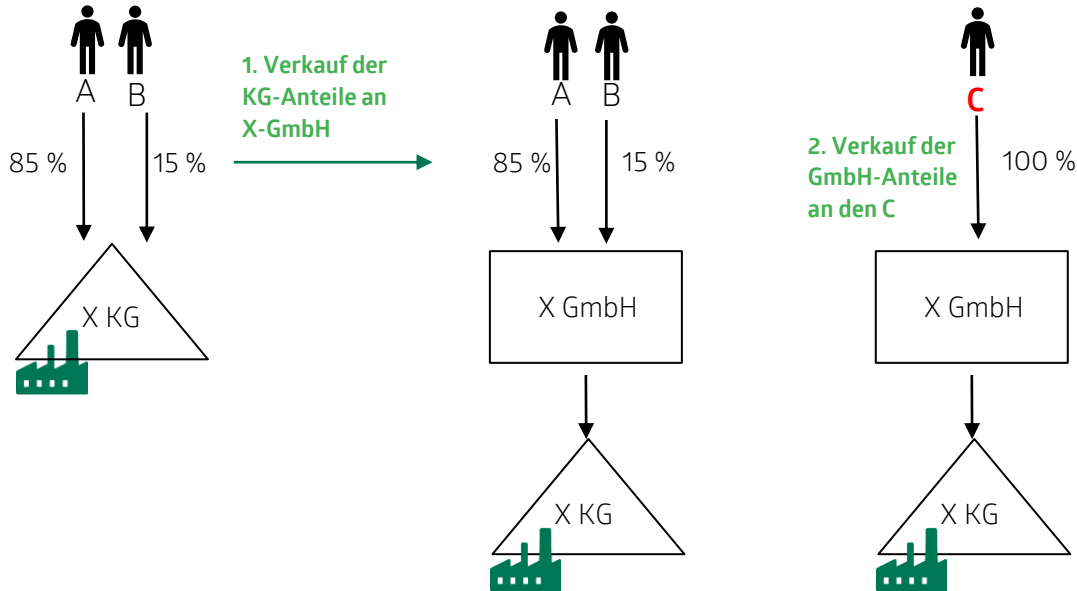 A B
85 % 15 %
X KG
1. Verkauf der
KG-Anteile an
X-GmbH
A B
85 % 15 %
X GmbH
X KG
C
2. Verkauf der
GmbH-Anteile
an den C
100 %
X GmbH
X KG